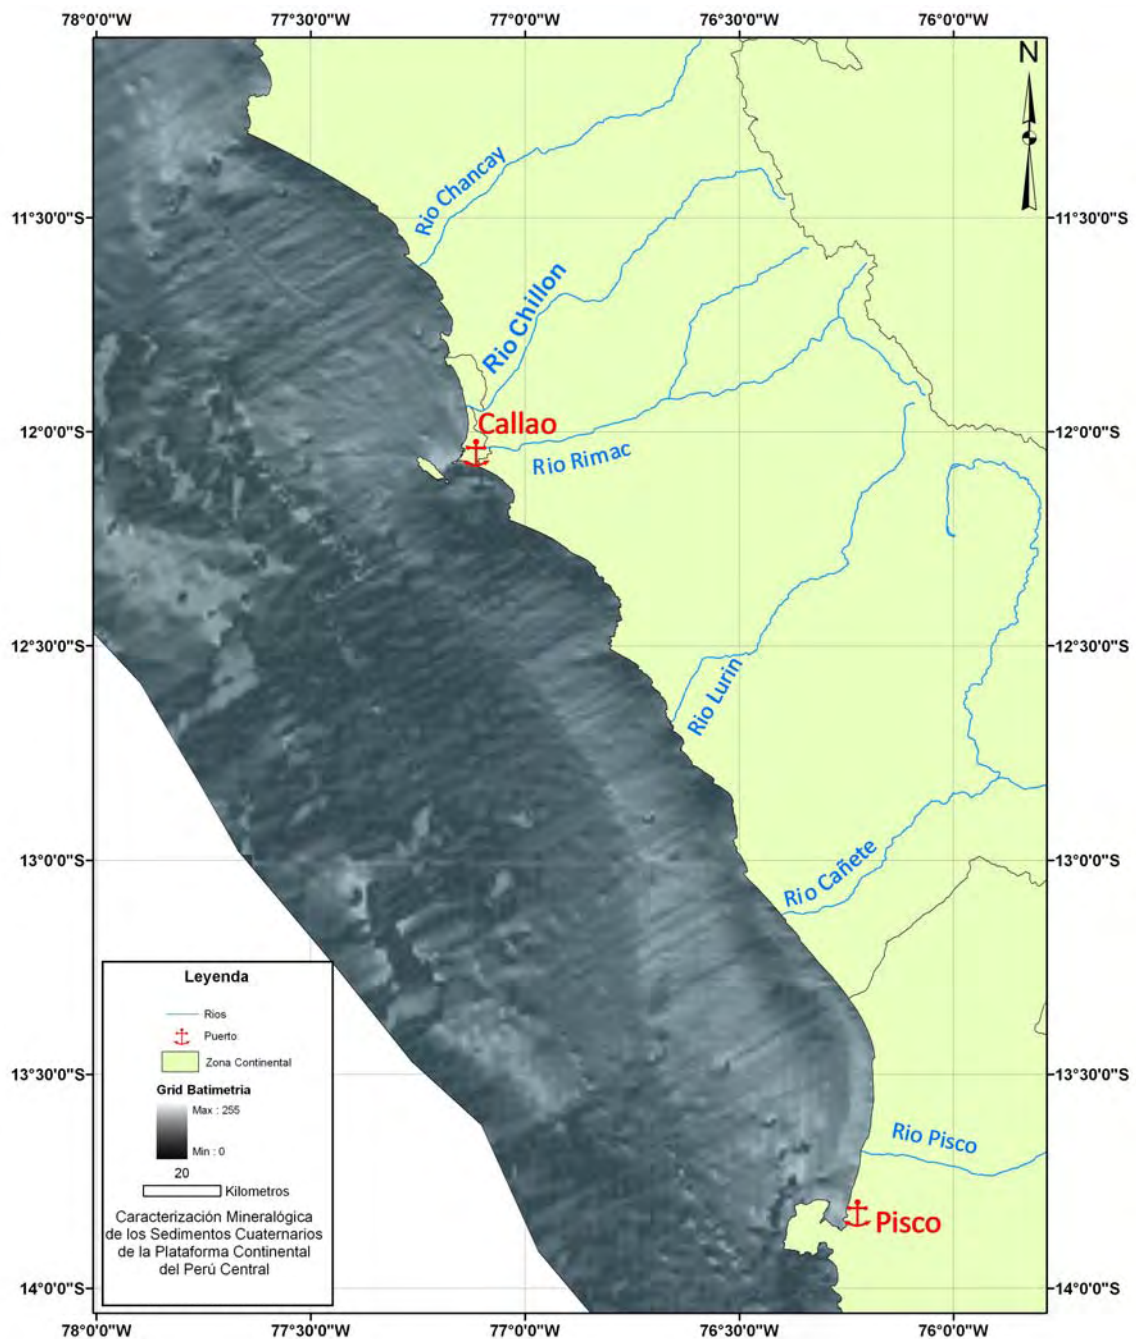 78°0'0"W 77°30'0"W 77°0'0"W 76°30'0"W 76°0'0"W
N
Rio Chancay
11°30'0"S 11°30'0"S
Rio Chillon
Callao
12°0'0"S 12°0'0"S
Rio Rimac
12°30'0"S 12°30'0"S
Rio Lurin
13°0'0"S 13°0'0"S
Rio Cañete
Leyenda
Rios
Puerto
Zona Continental
Grid Batimetria
Max : 255
Min : 0
20
Kilometros
Caracterización Mineralógica
de los Sedimentos Cuaternarios
de la Plataforma Continental
del Perú Central
13°30'0"S 13°30'0"S
Rio Pisco
Pisco
14°0'0"S 14°0'0"S
78°0'0"W 77°30'0"W 77°0'0"W 76°30'0"W 76°0'0"W